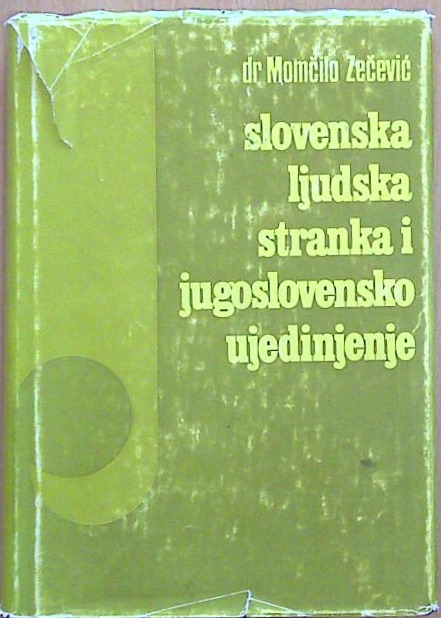 dr Momčilo Zečević
slovenska
ljudska
stranka i
jugoslovensko
ujedinjenje